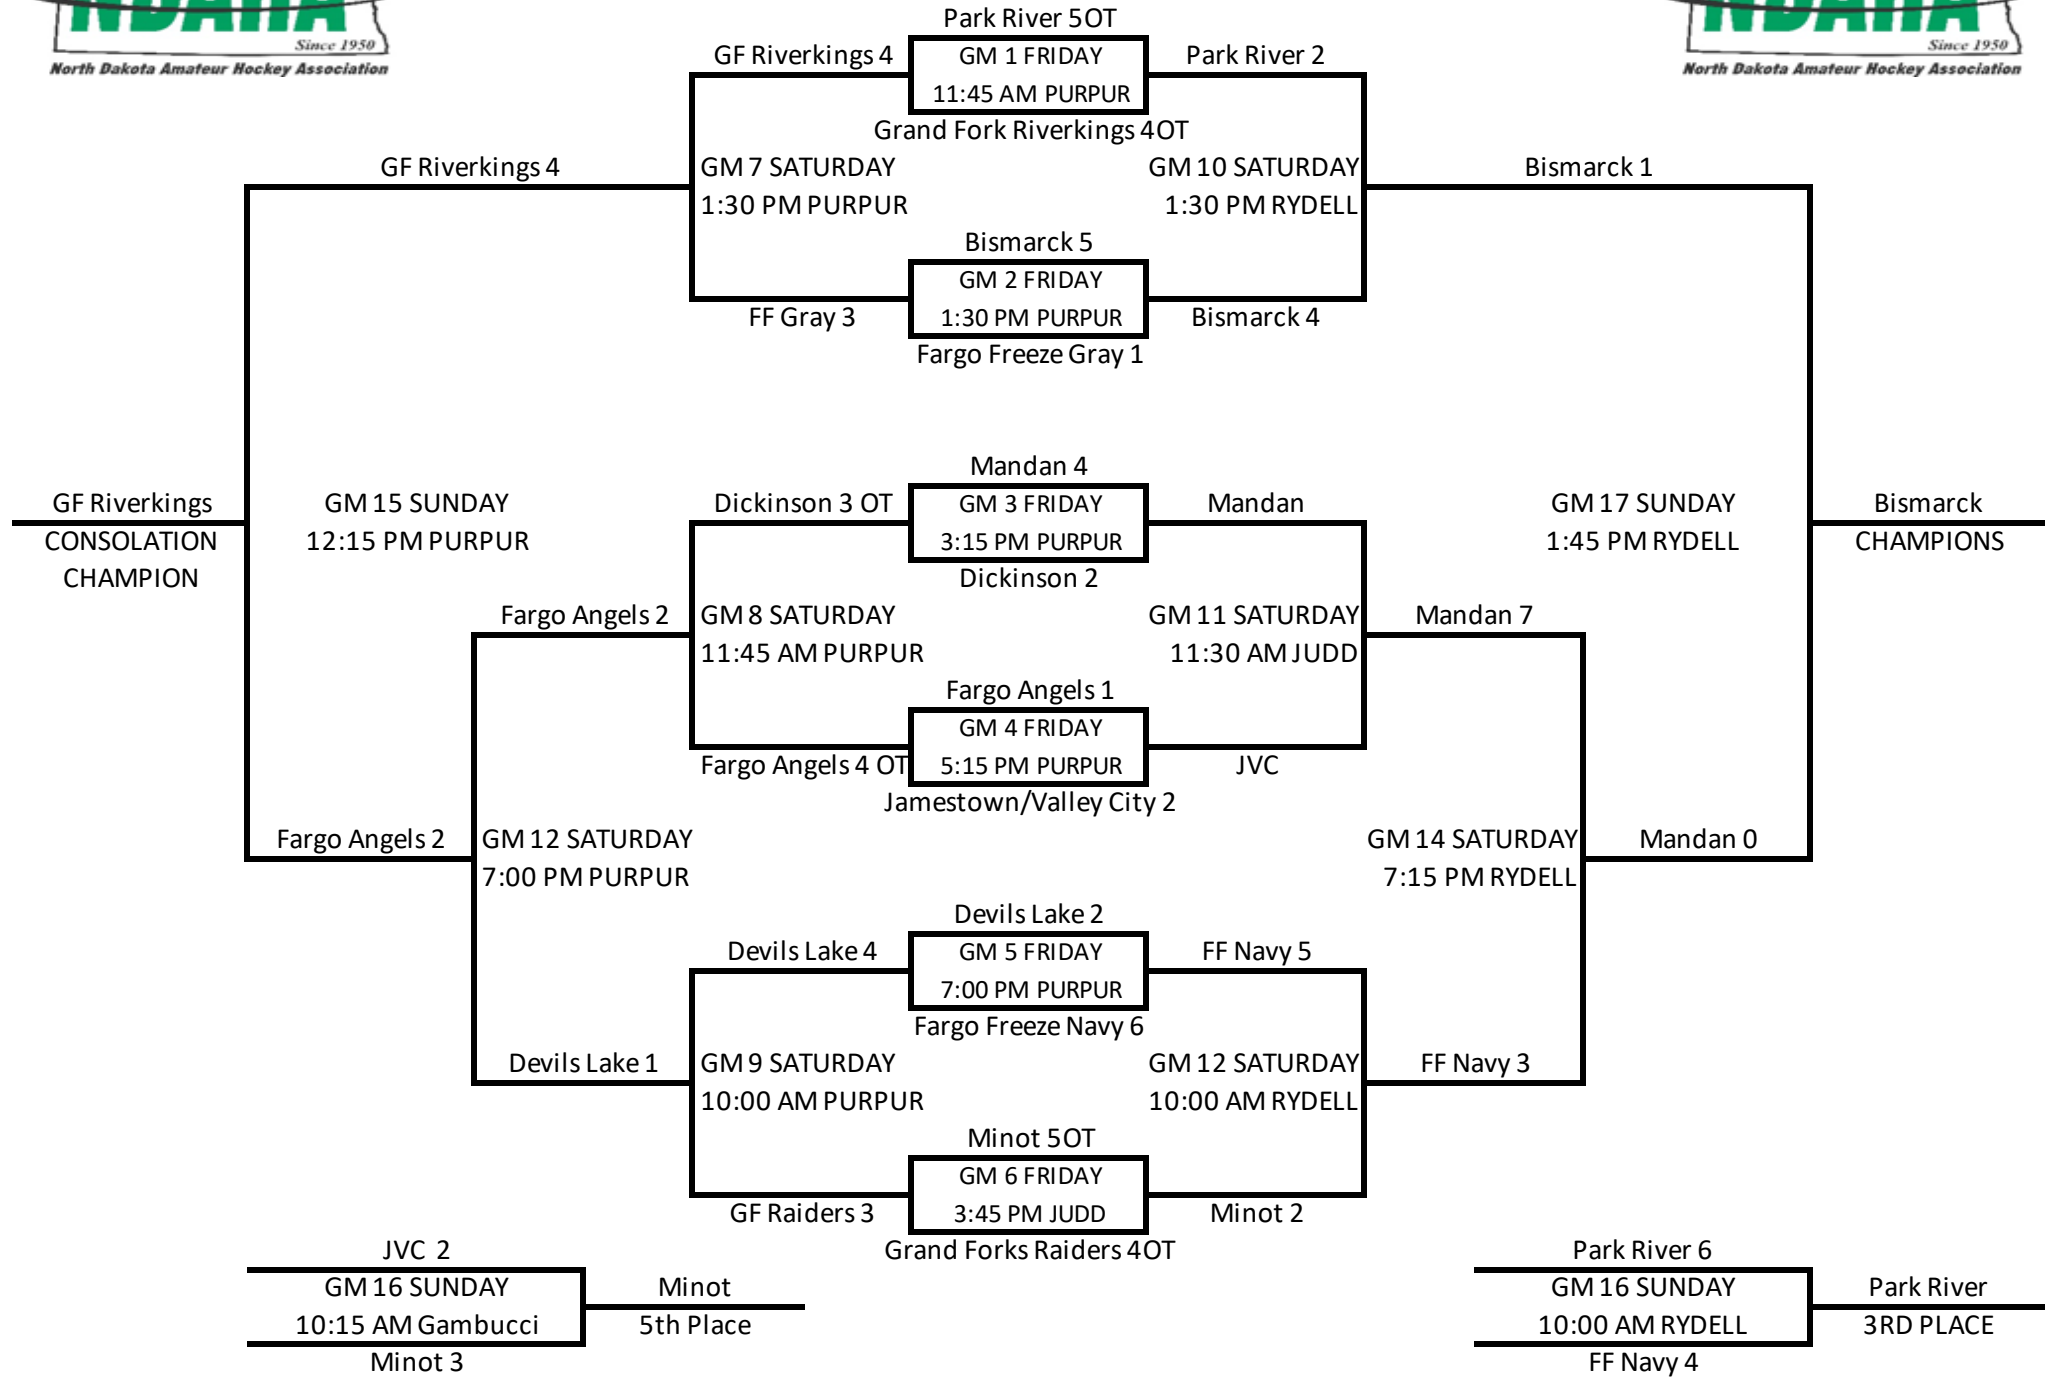 NDAHA
Since 1950
North Dakota Amateur Hockey Association
NDAHA
Since 1950
North Dakota Amateur Hockey Association
Park River 5OT
GF Riverkings 4
GM 1 FRIDAY
11:45 AM PURPUR
Park River 2
Grand Fork Riverkings 4OT
GF Riverkings 4
GM 7 SATURDAY
1:30 PM PURPUR
GM 10 SATURDAY
1:30 PM RYDELL
Bismarck 1
Bismarck 5
GM 2 FRIDAY
1:30 PM PURPUR
FF Gray 3
Bismarck 4
Fargo Freeze Gray 1
Mandan 4
GF Riverkings
CONSOLATION
CHAMPION
GM 15 SUNDAY
12:15 PM PURPUR
Dickinson 3 OT
GM 3 FRIDAY
3:15 PM PURPUR
Mandan
GM 17 SUNDAY
1:45 PM RYDELL
Bismarck
CHAMPIONS
Dickinson 2
Fargo Angels 2
GM 8 SATURDAY
11:45 AM PURPUR
GM 11 SATURDAY
11:30 AM JUDD
Mandan 7
Fargo Angels 1
GM 4 FRIDAY
5:15 PM PURPUR
Fargo Angels 4 OT
JVC
Jamestown/Valley City 2
Fargo Angels 2
GM 12 SATURDAY
7:00 PM PURPUR
GM 14 SATURDAY
7:15 PM RYDELL
Mandan 0
Devils Lake 2
Devils Lake 4
GM 5 FRIDAY
7:00 PM PURPUR
FF Navy 5
Fargo Freeze Navy 6
Devils Lake 1
GM 9 SATURDAY
10:00 AM PURPUR
GM 12 SATURDAY
10:00 AM RYDELL
FF Navy 3
Minot 5OT
GM 6 FRIDAY
3:45 PM JUDD
GF Raiders 3
Minot 2
Grand Forks Raiders 4OT
JVC 2
GM 16 SUNDAY
10:15 AM Gambucci
Minot 3
Minot
5th Place
Park River 6
GM 16 SUNDAY
10:00 AM RYDELL
FF Navy 4
Park River
3RD PLACE